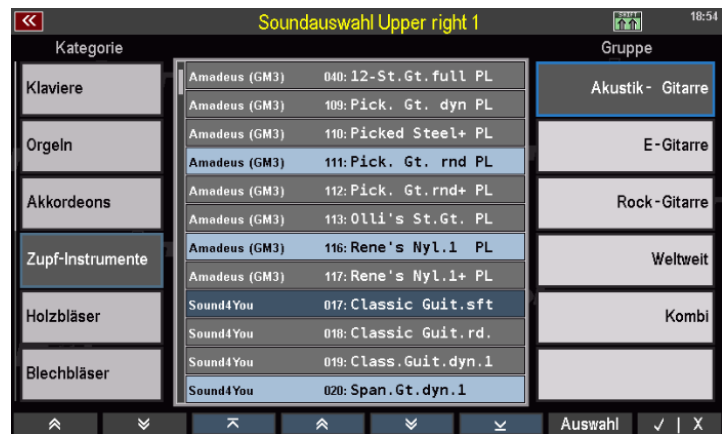 Soundauswahl Upper right 1
SHIFT
18:54
Kategorie
Gruppe
Klaviere
Orgeln
Akkordeons
Zupf-Instrumente
Holzbläser
Blechbläser
Amadeus (GM3) 040: 12-St.Gt.full PL
Amadeus (GM3) 109: Pick. Gt. dyn PL
Amadeus (GM3) 110: Picked Steel+ PL
Amadeus (GM3) 111: Pick. Gt. rnd PL
Amadeus (GM3) 112: Pick. Gt.rnd+ PL
Amadeus (GM3) 113: Olli's St.Gt. PL
Amadeus (GM3) 116: Rene's Nyl.1 PL
Amadeus (GM3) 117: Rene's Nyl.1+ PL
Sound4You 017: Classic Guit.sft
Sound4You 018: Classic Guit.rd.
Sound4You 019: Class.Guit.dyn.1
Sound4You 020: Span.Gt.dyn.1
Akustik- Gitarre
E-Gitarre
Rock-Gitarre
Weltweit
Kombi
Auswahl
✓ | X